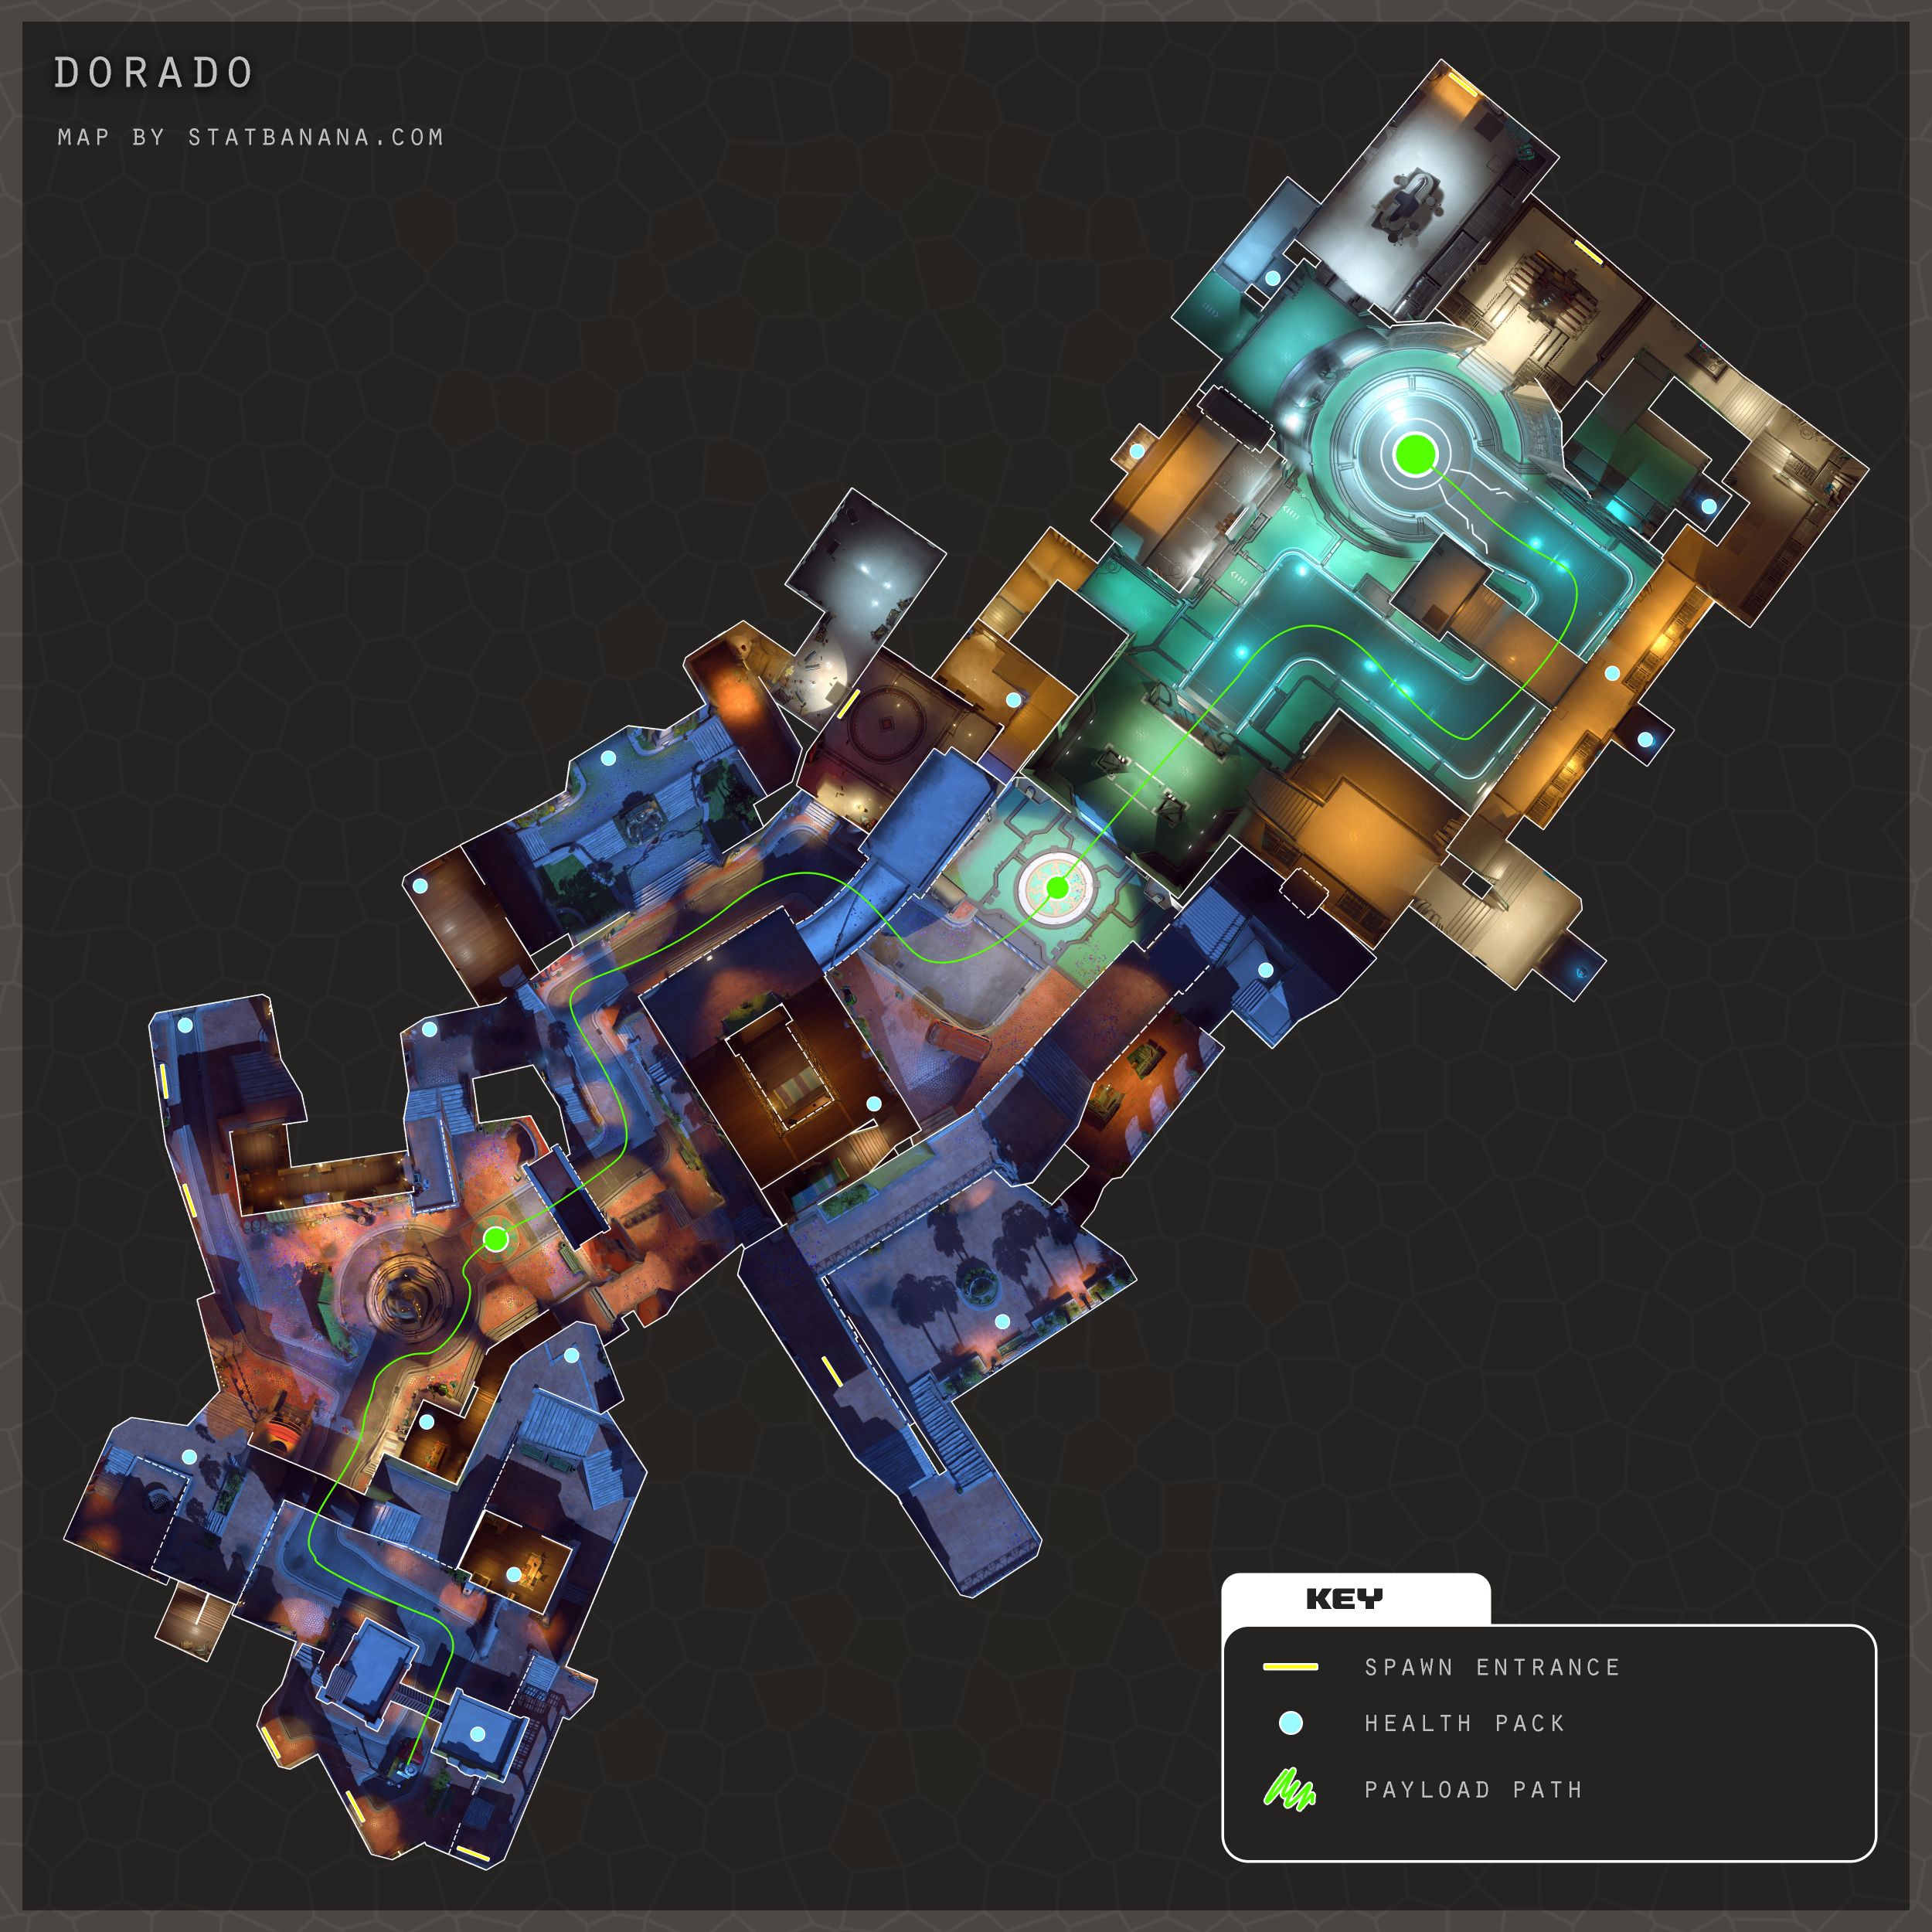 DORADO
MAP BY STATBANANA.COM
KEY
SPAWN ENTRANCE
HEALTH PACK
PAYLOAD PATH